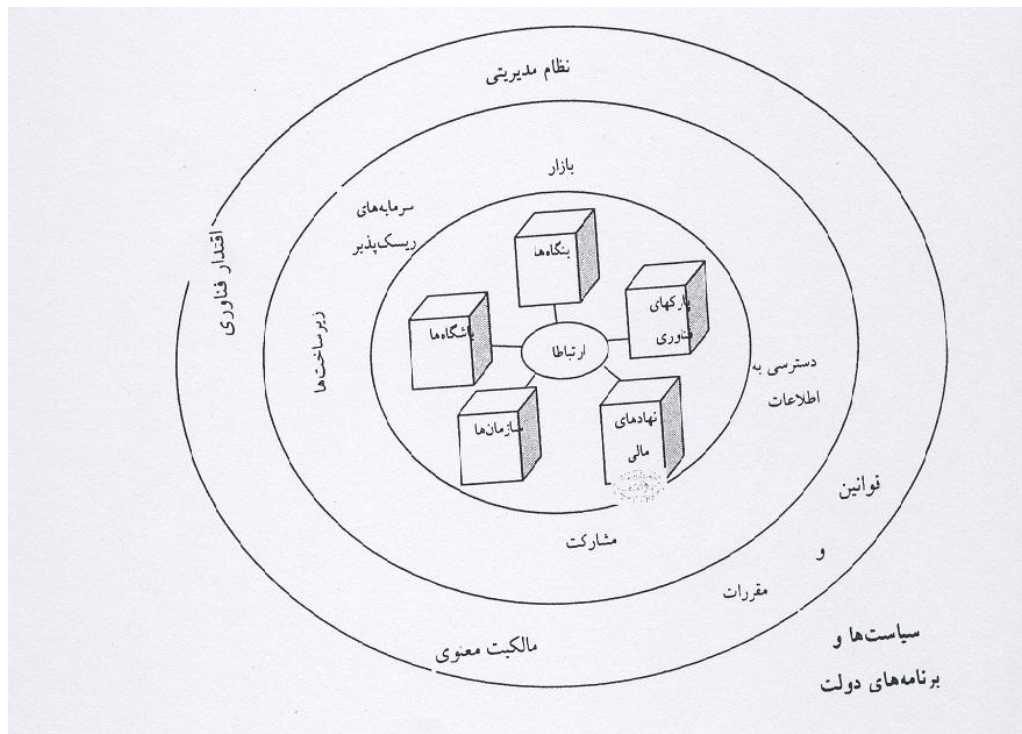 نظام مدیریتی
بازار
سرمایه‌های
ریسک‌پذیر
اقتدار فناوری
زیرساخت‌ها
بنگاه‌ها
پارکهای
فناوری
باشگاه‌ها
ارتباطا
دسترسی به
اطلاعات
سازمان‌ها
نهادهای
مالی
قوانین
و
مقررات
مشارکت
مالکیت معنوی
سیاست‌ها و
برنامه‌های دولت